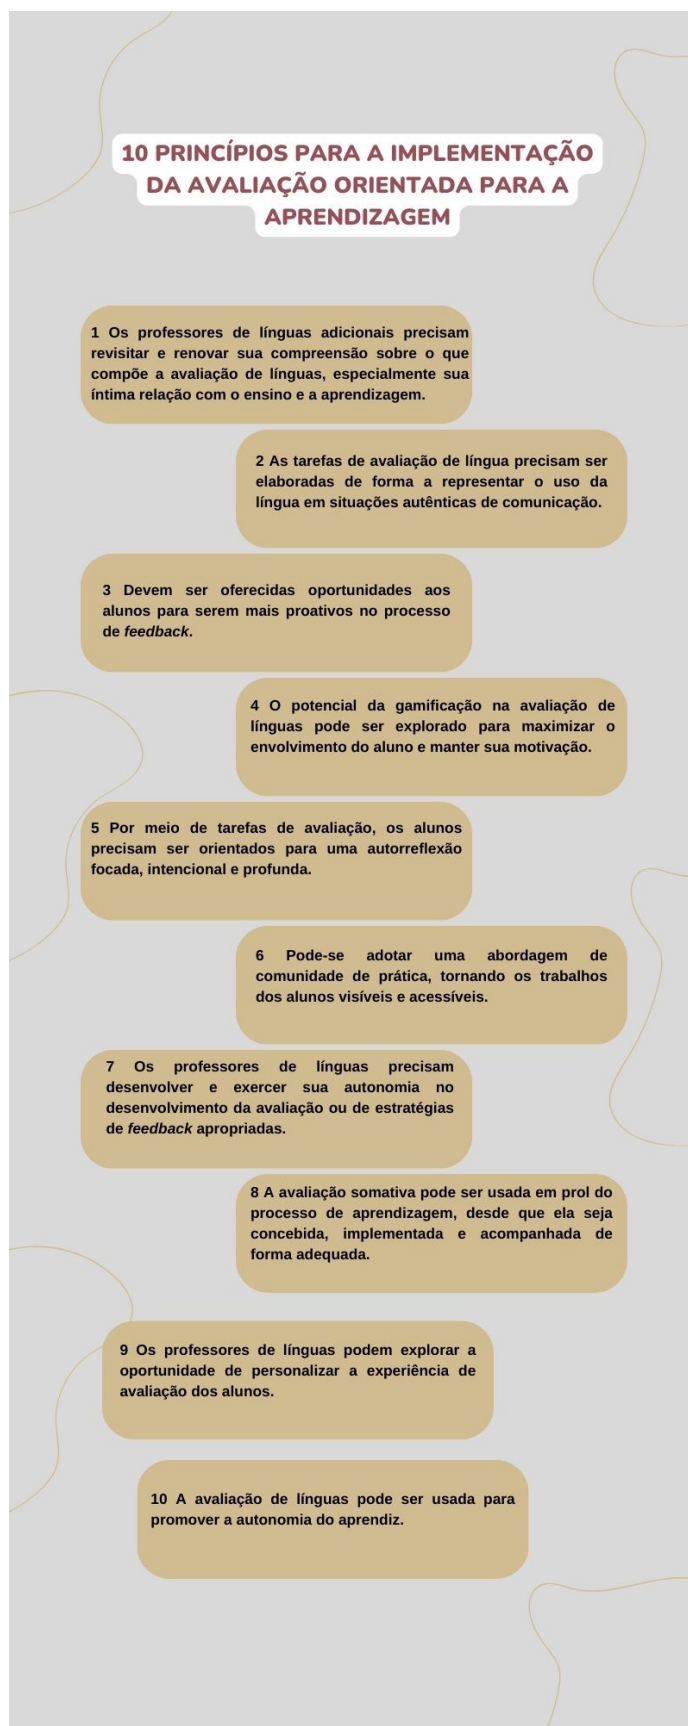 10 PRINCÍPIOS PARA A IMPLEMENTAÇÃO
DA AVALIAÇÃO ORIENTADA PARA A
APRENDIZAGEM
1 Os professores de línguas adicionais precisam
revisitar e renovar sua compreensão sobre o que
compõe a avaliação de línguas, especialmente sua
íntima relação com o ensino e a aprendizagem.
2 As tarefas de avaliação de língua precisam ser
elaboradas de forma a representar o uso da
língua em situações autênticas de comunicação.
3 Devem ser oferecidas oportunidades aos
alunos para serem mais proativos no processo
de feedback.
4 O potencial da gamificação na avaliação de
línguas pode ser explorado para maximizar o
envolvimento do aluno e manter sua motivação.
5 Por meio de tarefas de avaliação, os alunos
precisam ser orientados para uma autorreflexão
focada, intencional e profunda.
6 Pode-se adotar uma abordagem de
comunidade de prática, tornando os trabalhos
dos alunos visíveis e acessíveis.
7 Os professores de línguas precisam
desenvolver e exercer sua autonomia no
desenvolvimento da avaliação ou de estratégias
de feedback apropriadas.
8 A avaliação somativa pode ser usada em prol do
processo de aprendizagem, desde que ela seja
concebida, implementada e acompanhada de
forma adequada.
9 Os professores de línguas podem explorar a
oportunidade de personalizar a experiência de
avaliação dos alunos.
10 A avaliação de línguas pode ser usada para
promover a autonomia do aprendiz.